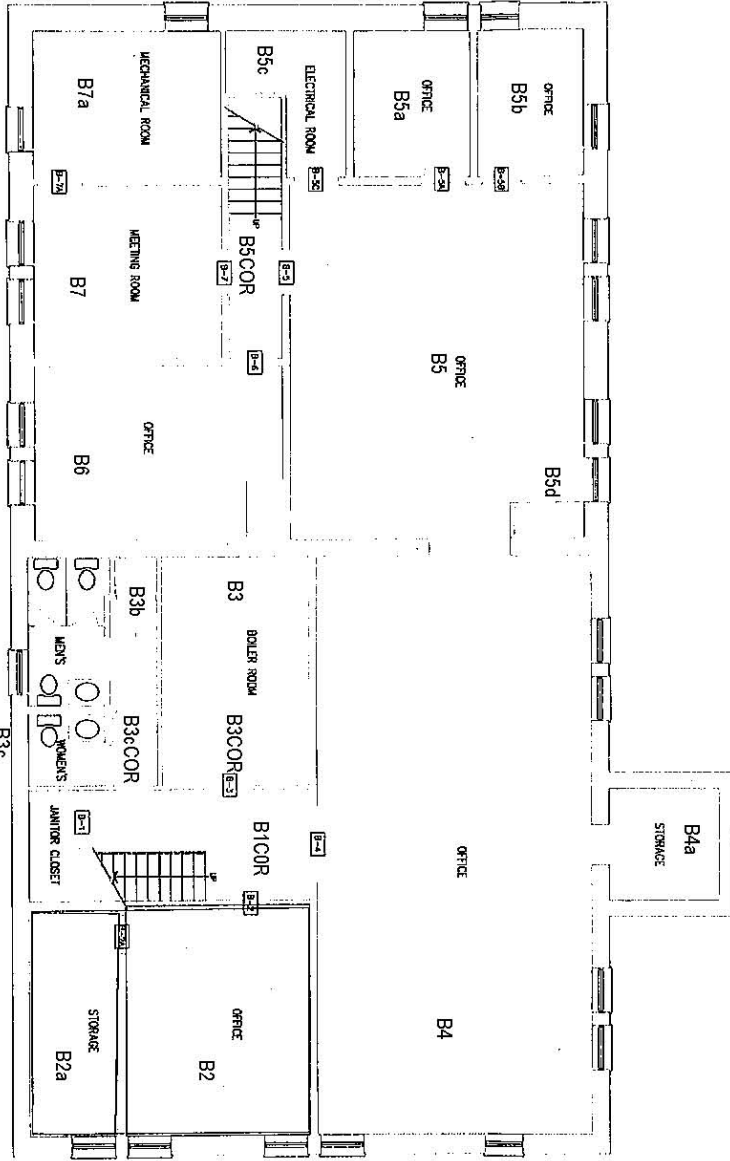 B5c
ELECTRICAL ROOM
OFFICE
B5a
OFFICE
B5b
MECHANICAL ROOM
B7a
B-7A
B-5C
B-5A
B-5B
UP
MEETING ROOM
B7
B5COR
B-7
B-5
B-6
OFFICE
B5
OFFICE
B6
B5d
B3b
B3
BOILER ROOM
MEN'S
WOMEN'S
B3cCOR
B3COR
B-3
B3c
JANITOR CLOSET
B-1
B1COR
B-4
UP
B-2
OFFICE
B4
STORAGE
B4a
STORAGE
B2a
OFFICE
B2